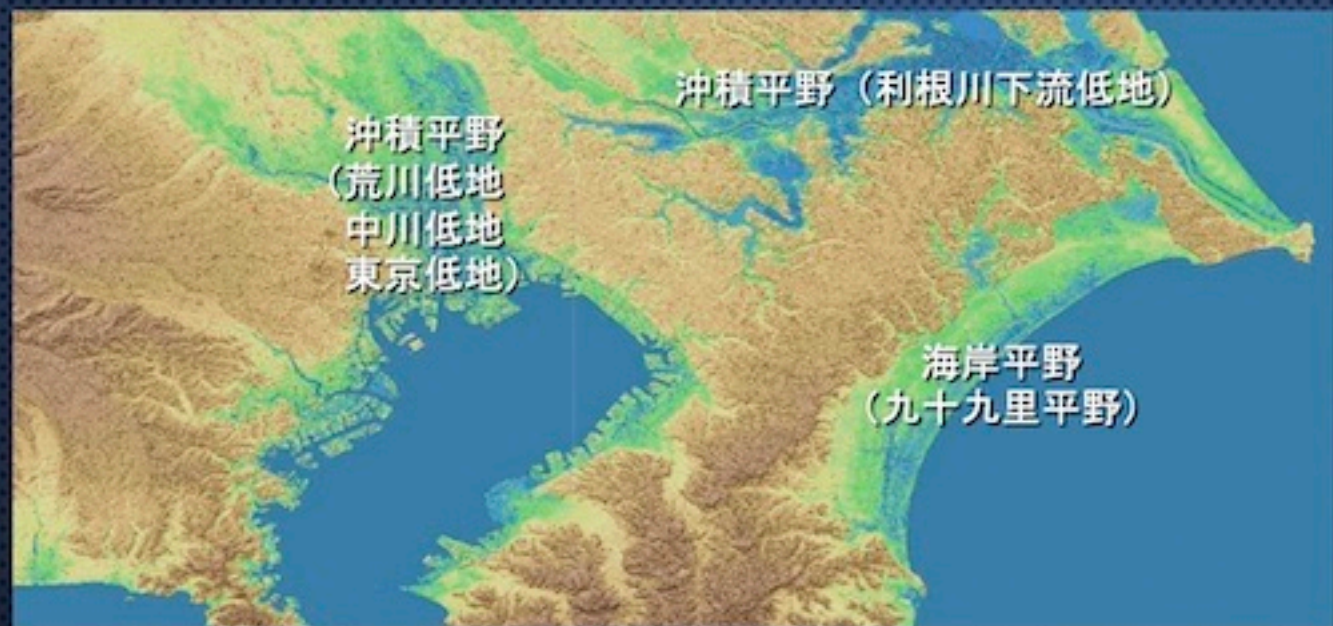 沖積平野（利根川下流低地）
沖積平野
（荒川低地
中川低地
東京低地）
海岸平野
（九十九里平野）